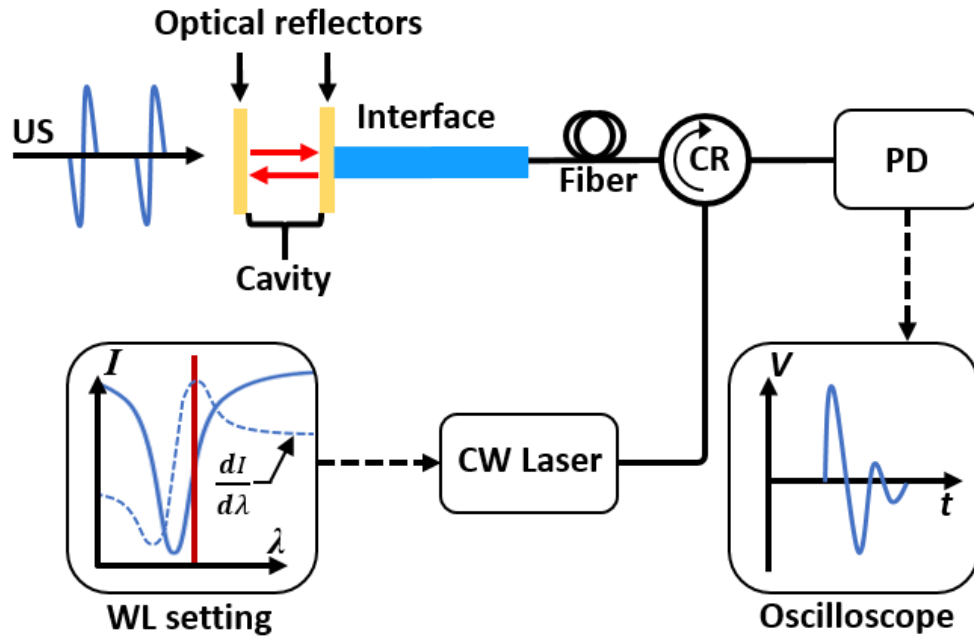 Optical reflectors
US
Interface
Fiber
CR
PD
Cavity
I
dI
dλ
λ
WL setting
CW Laser
V
t
Oscilloscope